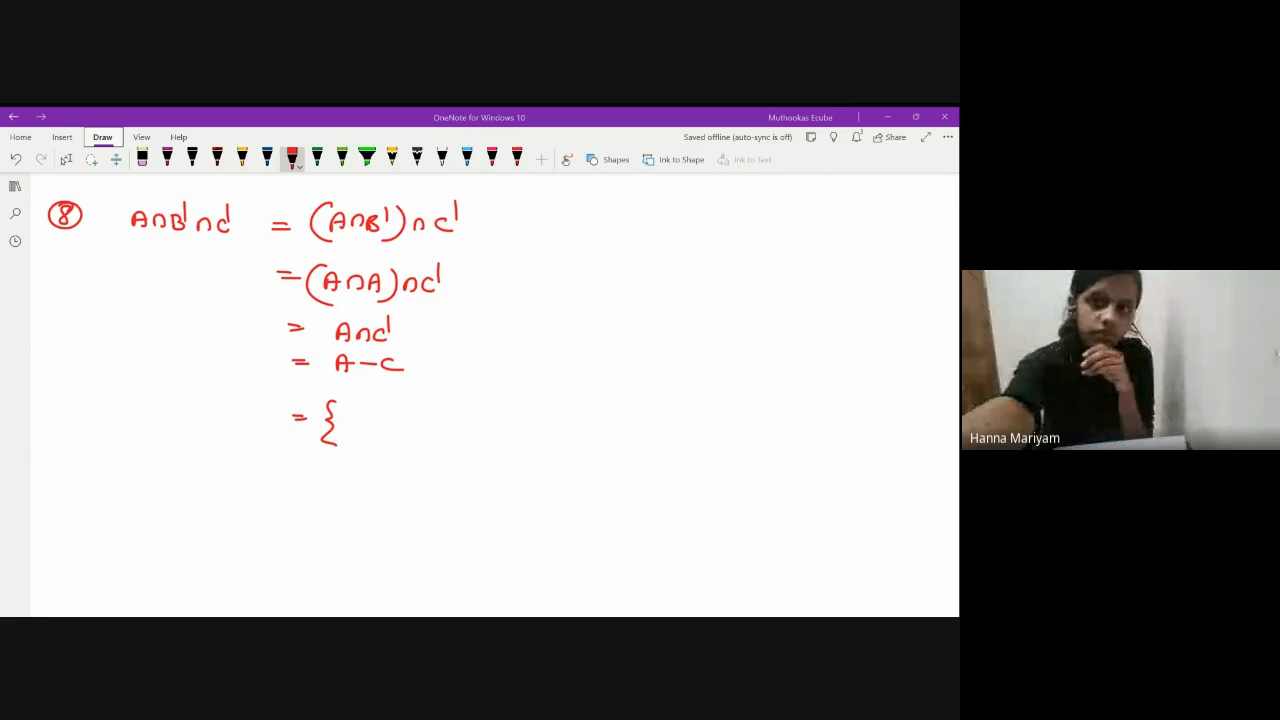 OneNote for Windows 10
Muthookas Ecube
Home Insert Draw View Help
Saved offline (auto-sync is off)
3
Share
Shapes
Ink to Shape
Ink to Text
⑧ A∩B'∩C' = (A∩B')∩C'
= (A∩A)∩C'
= A∩C'
= A-C
= {
Hanna Mariyam